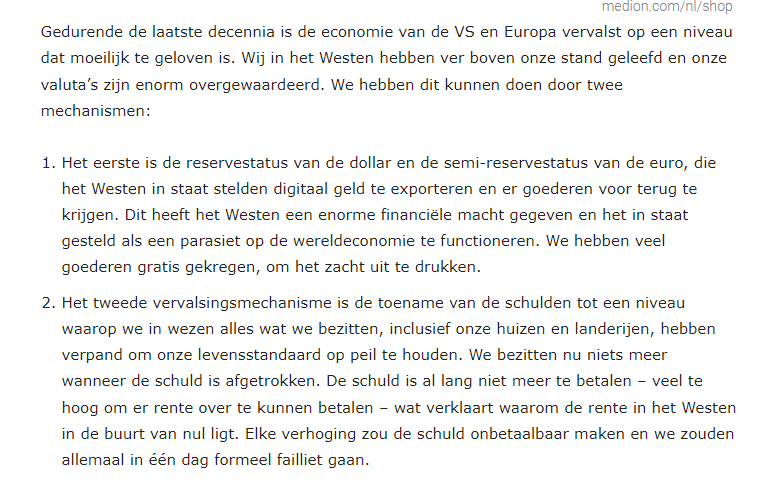 medion.com/nl/shop
Gedurende de laatste decennia is de economie van de VS en Europa vervalst op een niveau
dat moeilijk te geloven is. Wij in het Westen hebben ver boven onze stand geleefd en onze
valuta’s zijn enorm overgewaardeerd. We hebben dit kunnen doen door twee
mechanismen:
1. Het eerste is de reservestatus van de dollar en de semi-reservestatus van de euro, die
het Westen in staat stelden digitaal geld te exporteren en er goederen voor terug te
krijgen. Dit heeft het Westen een enorme financiële macht gegeven en het in staat
gesteld als een parasiet op de wereldeconomie te functioneren. We hebben veel
goederen gratis gekregen, om het zacht uit te drukken.
2. Het tweede vervalsingsmechanisme is de toename van de schulden tot een niveau
waarop we in wezen alles wat we bezitten, inclusief onze huizen en landerijen, hebben
verpand om onze levensstandaard op peil te houden. We bezitten nu niets meer
wanneer de schuld is afgetrokken. De schuld is al lang niet meer te betalen – veel te
hoog om er rente over te kunnen betalen – wat verklaart waarom de rente in het Westen
in de buurt van nul ligt. Elke verhoging zou de schuld onbetaalbaar maken en we zouden
allemaal in één dag formeel failliet gaan.